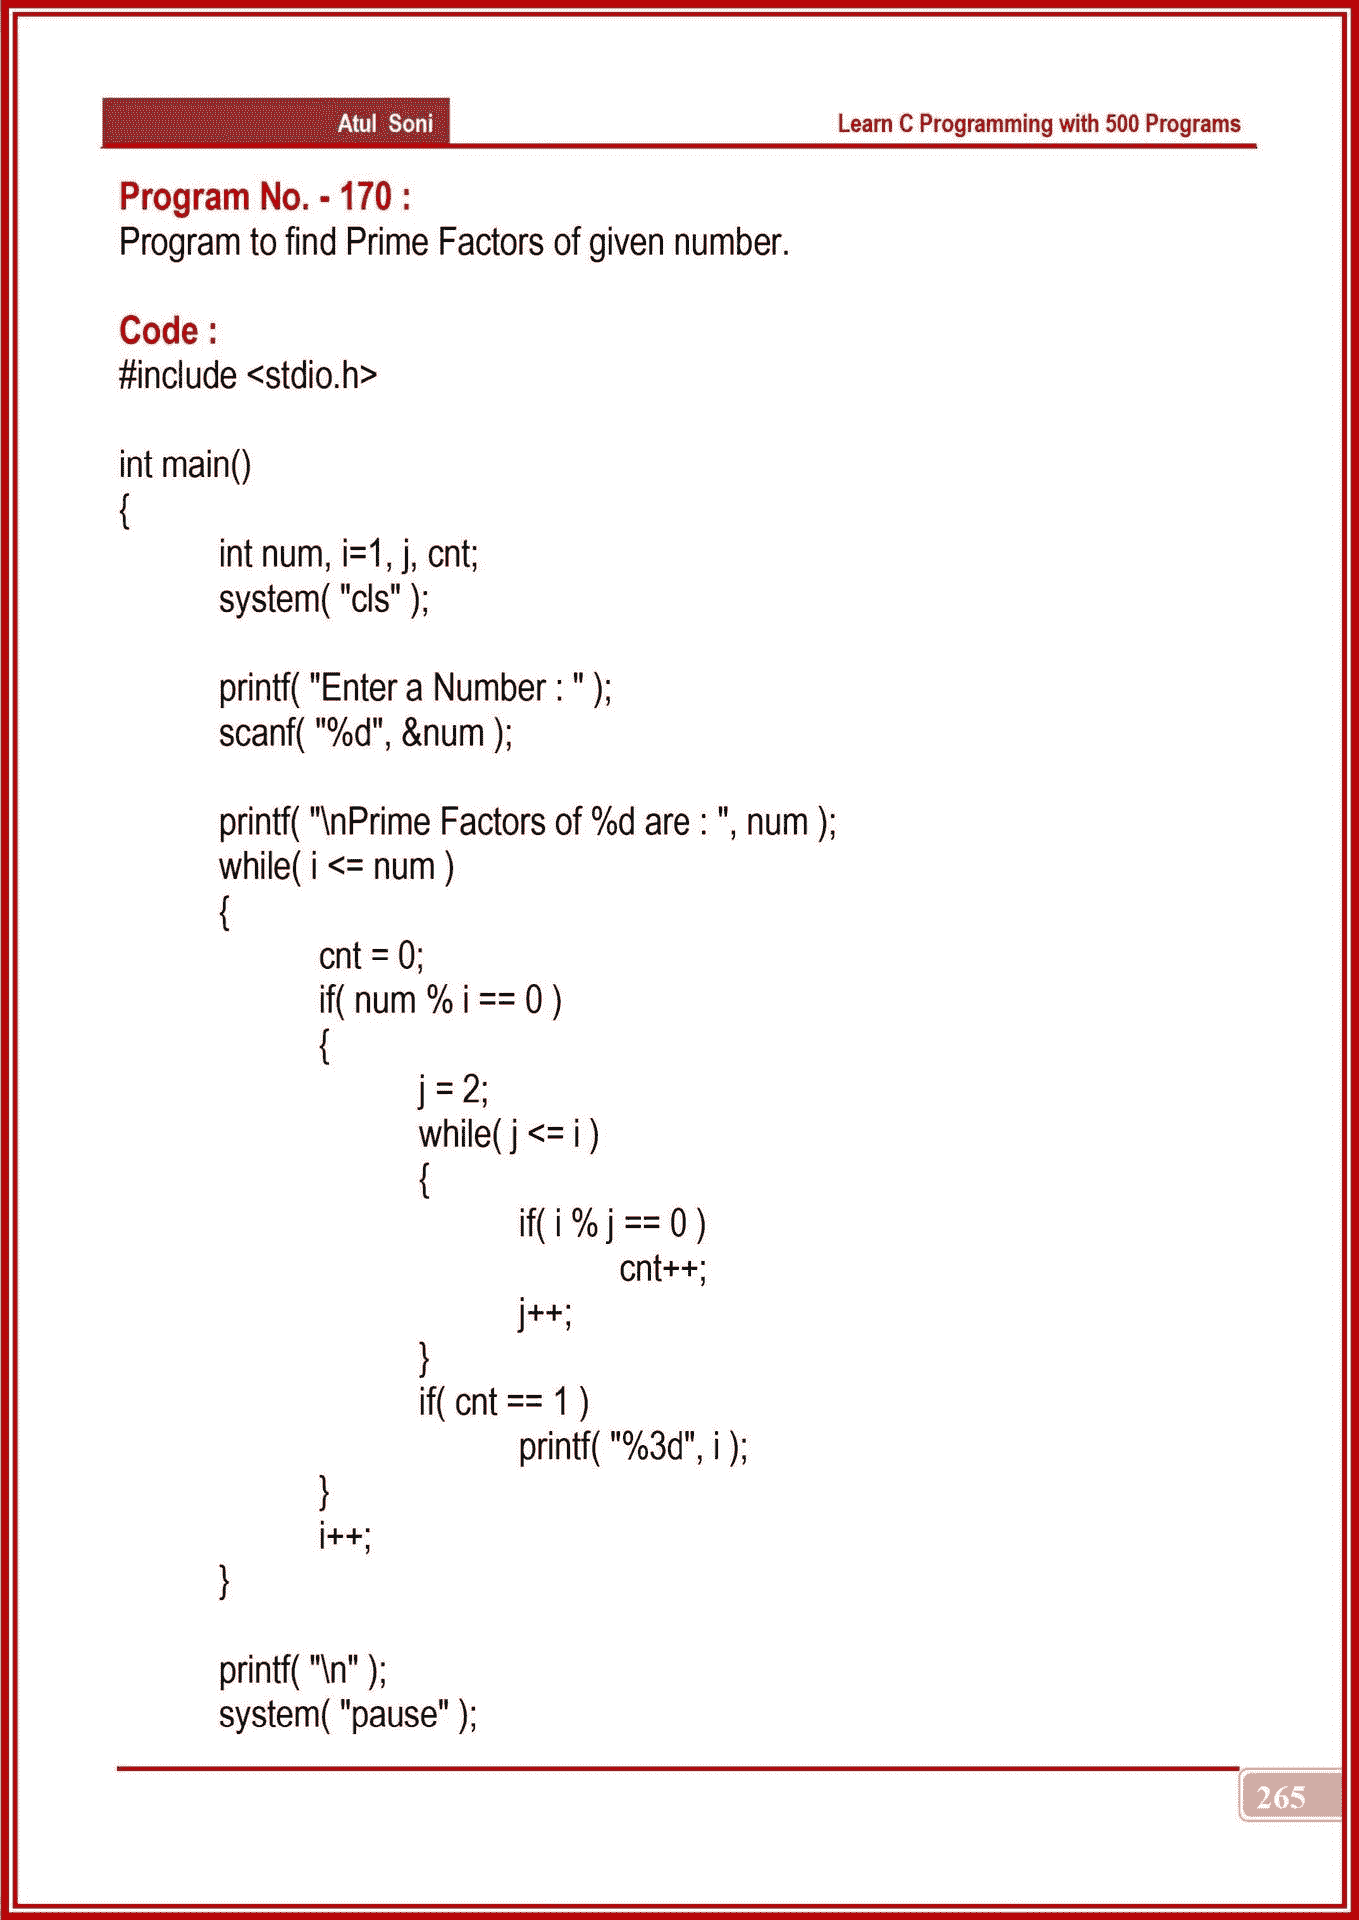 Atul Soni
Learn C Programming with 500 Programs
Program No. - 170 :
Program to find Prime Factors of given number.
Code :
#include <stdio.h>
int main()
{
int num, i=1, j, cnt;
system( "cls" );
printf( "Enter a Number : " );
scanf( "%d", &num );
printf( "\nPrime Factors of %d are : ", num );
while( i <= num )
{
cnt = 0;
if( num % i == 0 )
{
j = 2;
while( j <= i )
{
if( i % j == 0 )
cnt++;
j++;
}
if( cnt == 1 )
printf( "%3d", i );
}
i++;
}
printf( "\n" );
system( "pause" );
265